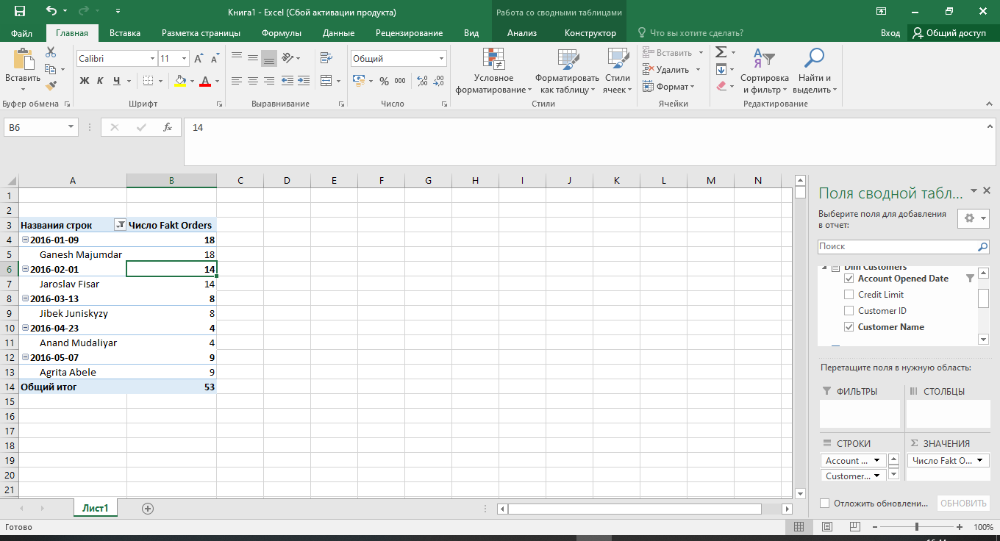 Книга1 - Excel (Сбой активации продукта)
Работа со сводными таблицами
Файл Главная Вставка Разметка страницы Формулы Данные Рецензирование Вид Анализ Конструктор Что вы хотите сделать? Вход Общий доступ
Calibri 11 Общий
Вставить
Ж К Ч
% 000
Условное форматирование
Форматировать как таблицу
Стили ячеек
Вставить
Удалить
Формат
Сортировка и фильтр
Найти и выделить
Буфер обмена Шрифт Выравнивание Число Стили Ячейки Редактирование
B6 fx 14
A B C D E F G H I J K L M N
1
2
3 Названия строк Число Fakt Orders
4 2016-01-09 18
5 Ganesh Majumdar 18
6 2016-02-01 14
7 Jaroslav Fisar 14
8 2016-03-13 8
9 Jibek Juniskyzy 8
10 2016-04-23 4
11 Anand Mudaliyar 4
12 2016-05-07 9
13 Agrita Abele 9
14 Общий итог 53
15
16
17
18
19
20
21
Поля сводной табл...
Выберите поля для добавления
в отчет:
Поиск
Dim Customers
Account Opened Date
Credit Limit
Customer ID
Customer Name
Перетащите поля в нужную область:
ФИЛЬТРЫ СТОЛБЦЫ
СТРОКИ Σ ЗНАЧЕНИЯ
Account ... Число Fakt O...
Customer...
Отложить обновлени... ОБНОВИТЬ
Лист1
Готово 100%